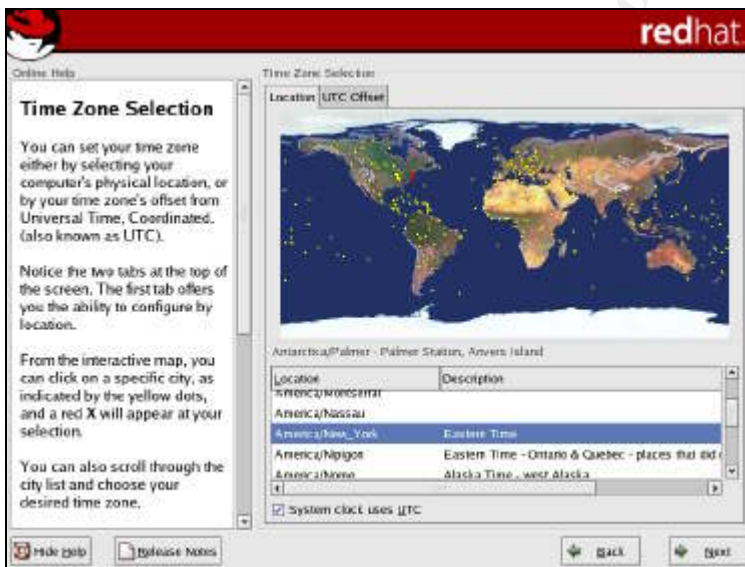 redhat.
Online Help
Time Zone Selection
You can set your time zone
either by selecting your
computer's physical location, or
by your time zone's offset from
Universal Time, Coordinated,
(also known as UTC).
Notice the two tabs at the top of
the screen. The first tab offers
you the ability to configure by
location.
From the interactive map, you
can click on a specific city, as
indicated by the yellow dots,
and a red X will appear at your
selection.
You can also scroll through the
city list and choose your
desired time zone.
Time Zone Selection
Location UTC Offset
Antarctica/Palmer - Palmer Station, Anvers Island
Location Description
America/Montserrat
America/Nassau
America/New_York Eastern Time
America/Nipigon Eastern Time - Ontario & Quebec - places that did
America/Nome Alaska Time - west Alaska
System clock uses UTC
Hide Help Release Notes Back Next